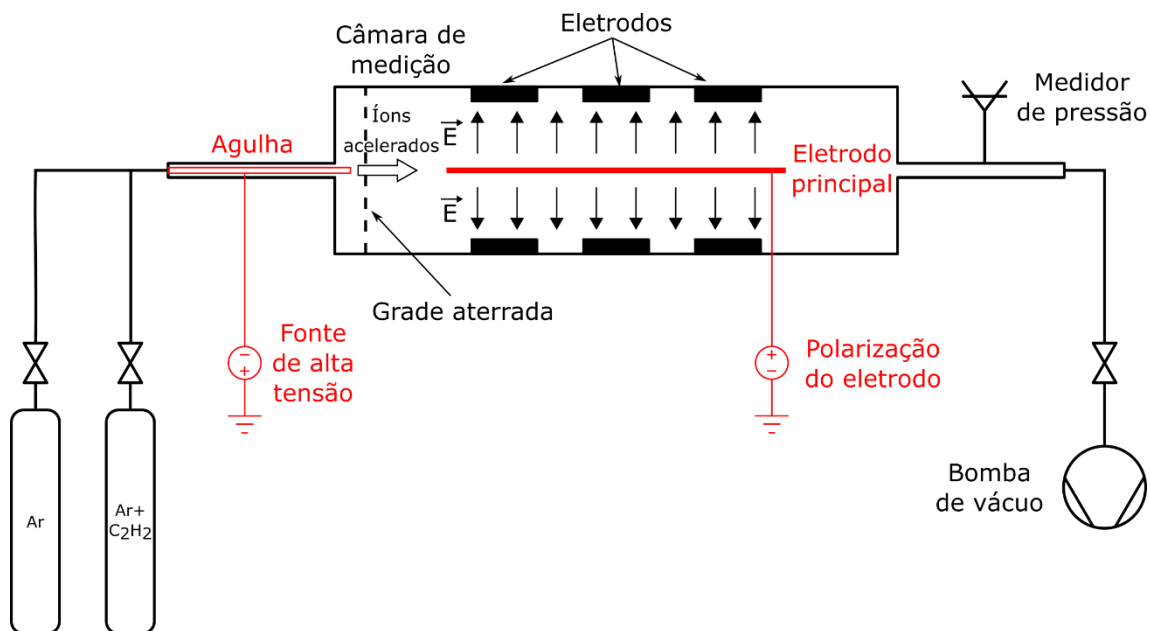 Eletrodos
Câmara de
medição
Medidor
de pressão
Íons
acelerados
E
Agulha
Eletrodo
principal
E
Grade aterrada
Fonte
de alta
tensão
-
+
Polarização
do eletrodo
+
-
Bomba
de vácuo
Ar
Ar+
C₂H₂